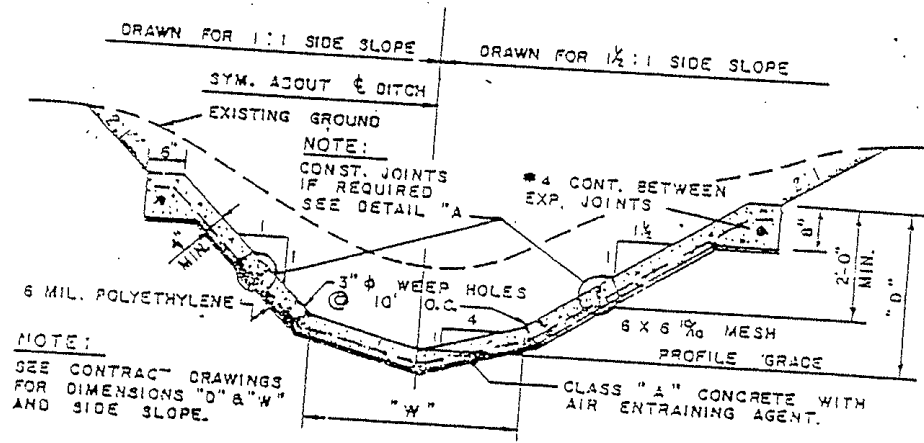 DRAWN FOR 1:1 SIDE SLOPE
DRAWN FOR 1½:1 SIDE SLOPE
SYM. ABOUT ℄ DITCH
EXISTING GROUND
NOTE:
CONST. JOINTS
IF REQUIRED
SEE DETAIL "A
#4 CONT. BETWEEN
EXP. JOINTS
2
6"
2
1
1
1
1½
8"
2'-0"
MIN.
"D"
MIN.
6 MIL. POLYETHYLENE
3" ϕ WEEP HOLES
@ 10' O.C.
1
4
6 X 6 10/10 MESH
PROFILE GRADE
NOTE:
SEE CONTRACT DRAWINGS
FOR DIMENSIONS "D" & "W"
AND SIDE SLOPE.
"W"
CLASS "A" CONCRETE WITH
AIR ENTRAINING AGENT.